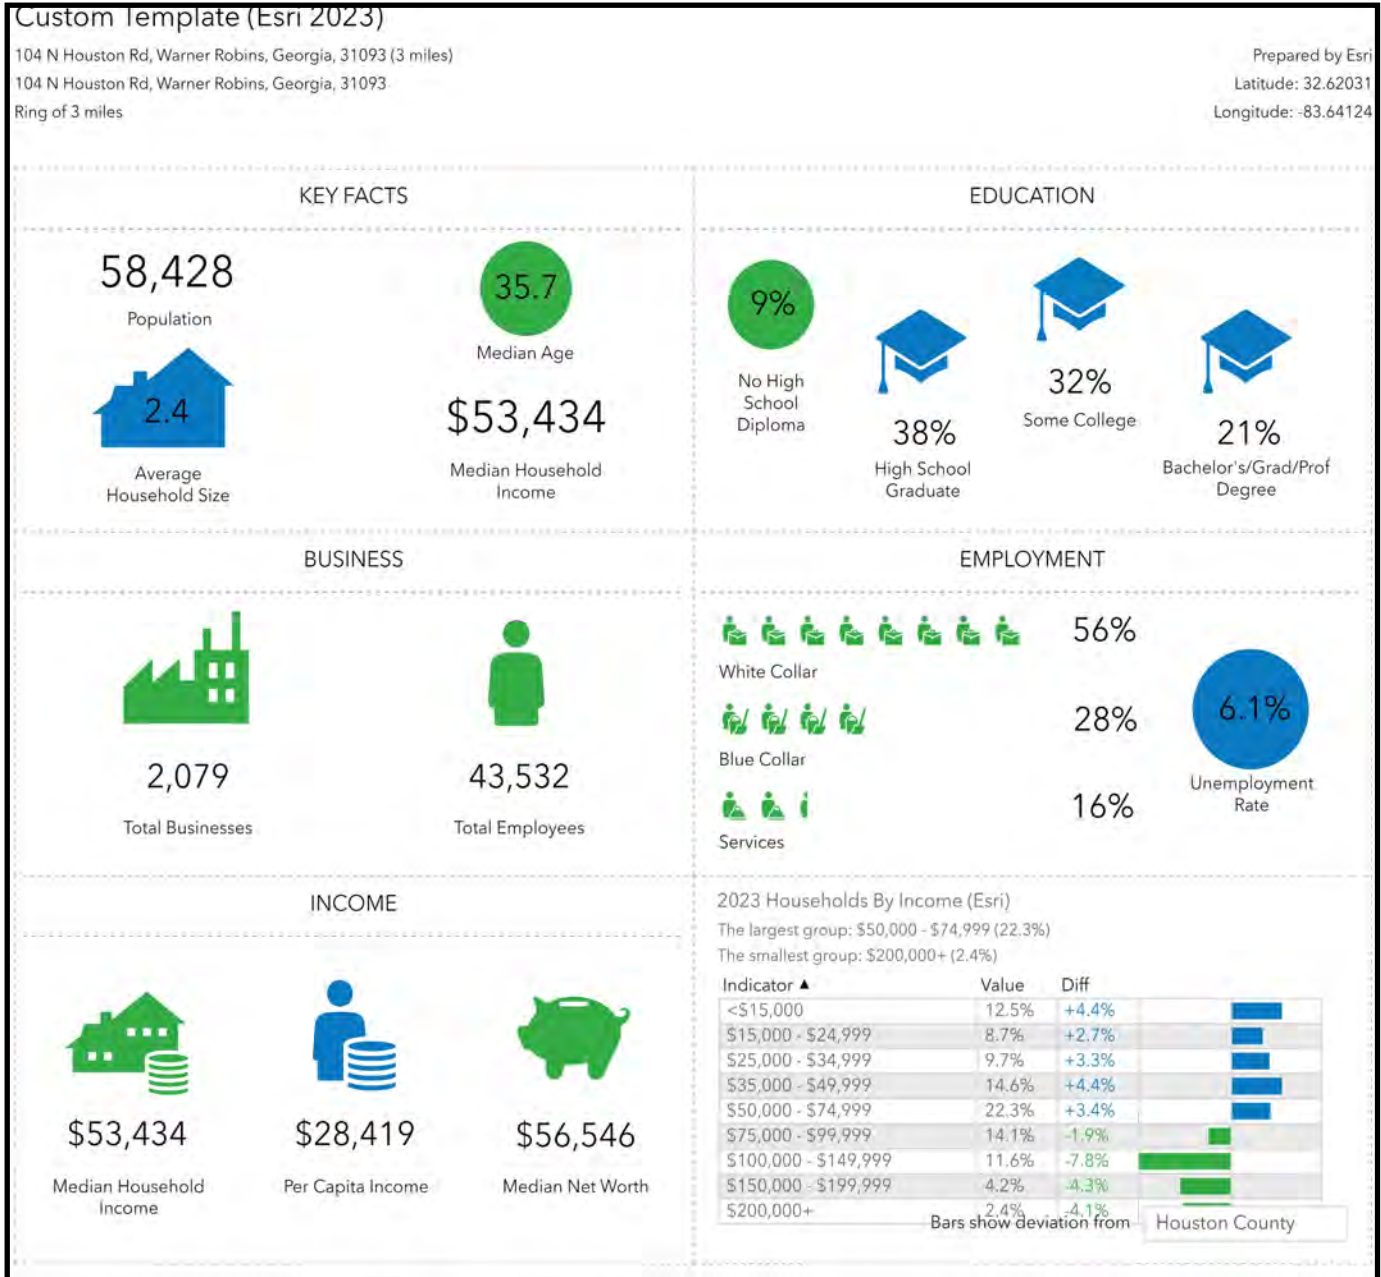 Custom Template (Esri 2023)
104 N Houston Rd, Warner Robins, Georgia, 31093 (3 miles)
104 N Houston Rd, Warner Robins, Georgia, 31093
Ring of 3 miles
Prepared by Esri
Latitude: 32.62031
Longitude: -83.64124
KEY FACTS
58,428
Population
35.7
Median Age
2.4
Average
Household Size
$53,434
Median Household
Income
EDUCATION
9%
No High
School
Diploma
38%
High School
Graduate
32%
Some College
21%
Bachelor's/Grad/Prof
Degree
BUSINESS
2,079
Total Businesses
43,532
Total Employees
EMPLOYMENT
56%
White Collar
28%
Blue Collar
16%
Services
6.1%
Unemployment
Rate
INCOME
$53,434
Median Household
Income
$28,419
Per Capita Income
$56,546
Median Net Worth
2023 Households By Income (Esri)
The largest group: $50,000 - $74,999 (22.3%)
The smallest group: $200,000+ (2.4%)
Indicator ▲ Value Diff
<$15,000 12.5% +4.4%
$15,000 - $24,999 8.7% +2.7%
$25,000 - $34,999 9.7% +3.3%
$35,000 - $49,999 14.6% +4.4%
$50,000 - $74,999 22.3% +3.4%
$75,000 - $99,999 14.1% -1.9%
$100,000 - $149,999 11.6% -7.8%
$150,000 - $199,999 4.2% -4.3%
$200,000+ 2.4% -4.1%
Bars show deviation from Houston County